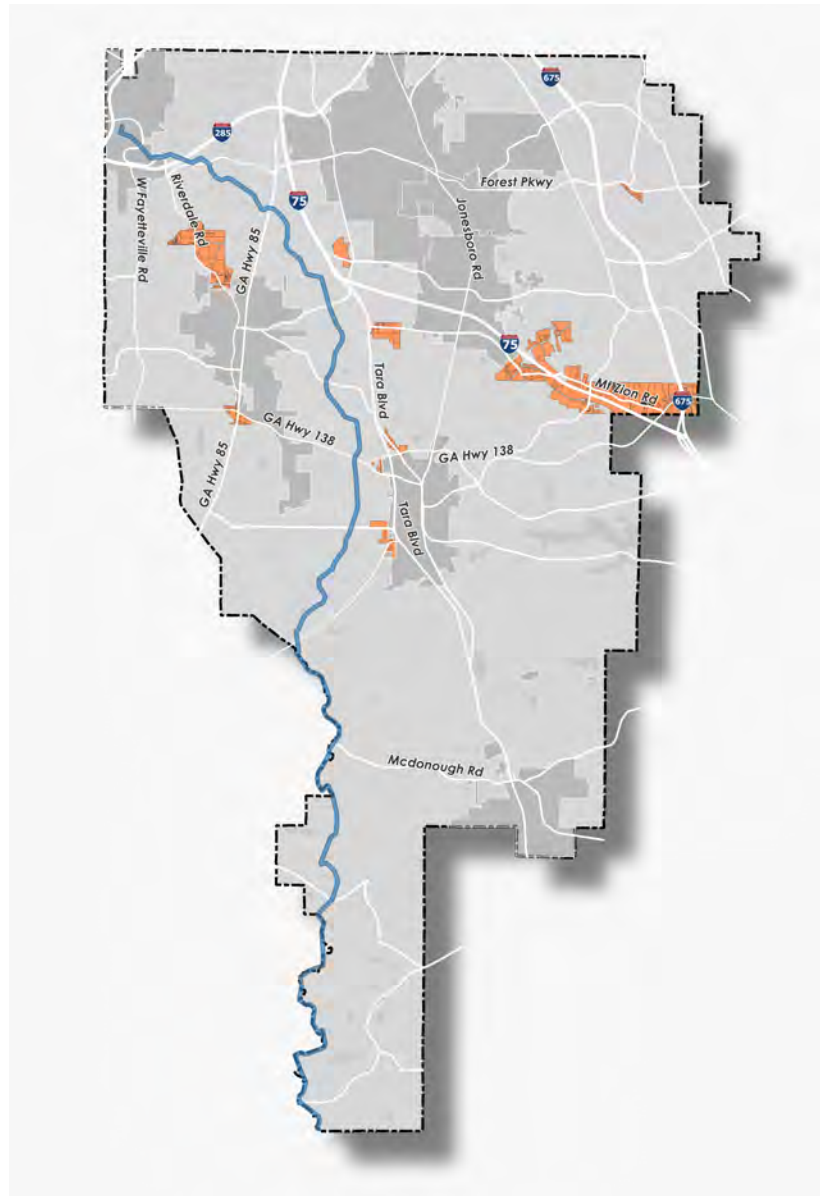 675
285
Forest Pkwy
W Fayetteville Rd
Riverdale Rd
75
Jonesboro Rd
GA Hwy 85
75
Mt Zion Rd
675
Tara Blvd
GA Hwy 138
GA Hwy 138
GA Hwy 85
Tara Blvd
Mcdonough Rd